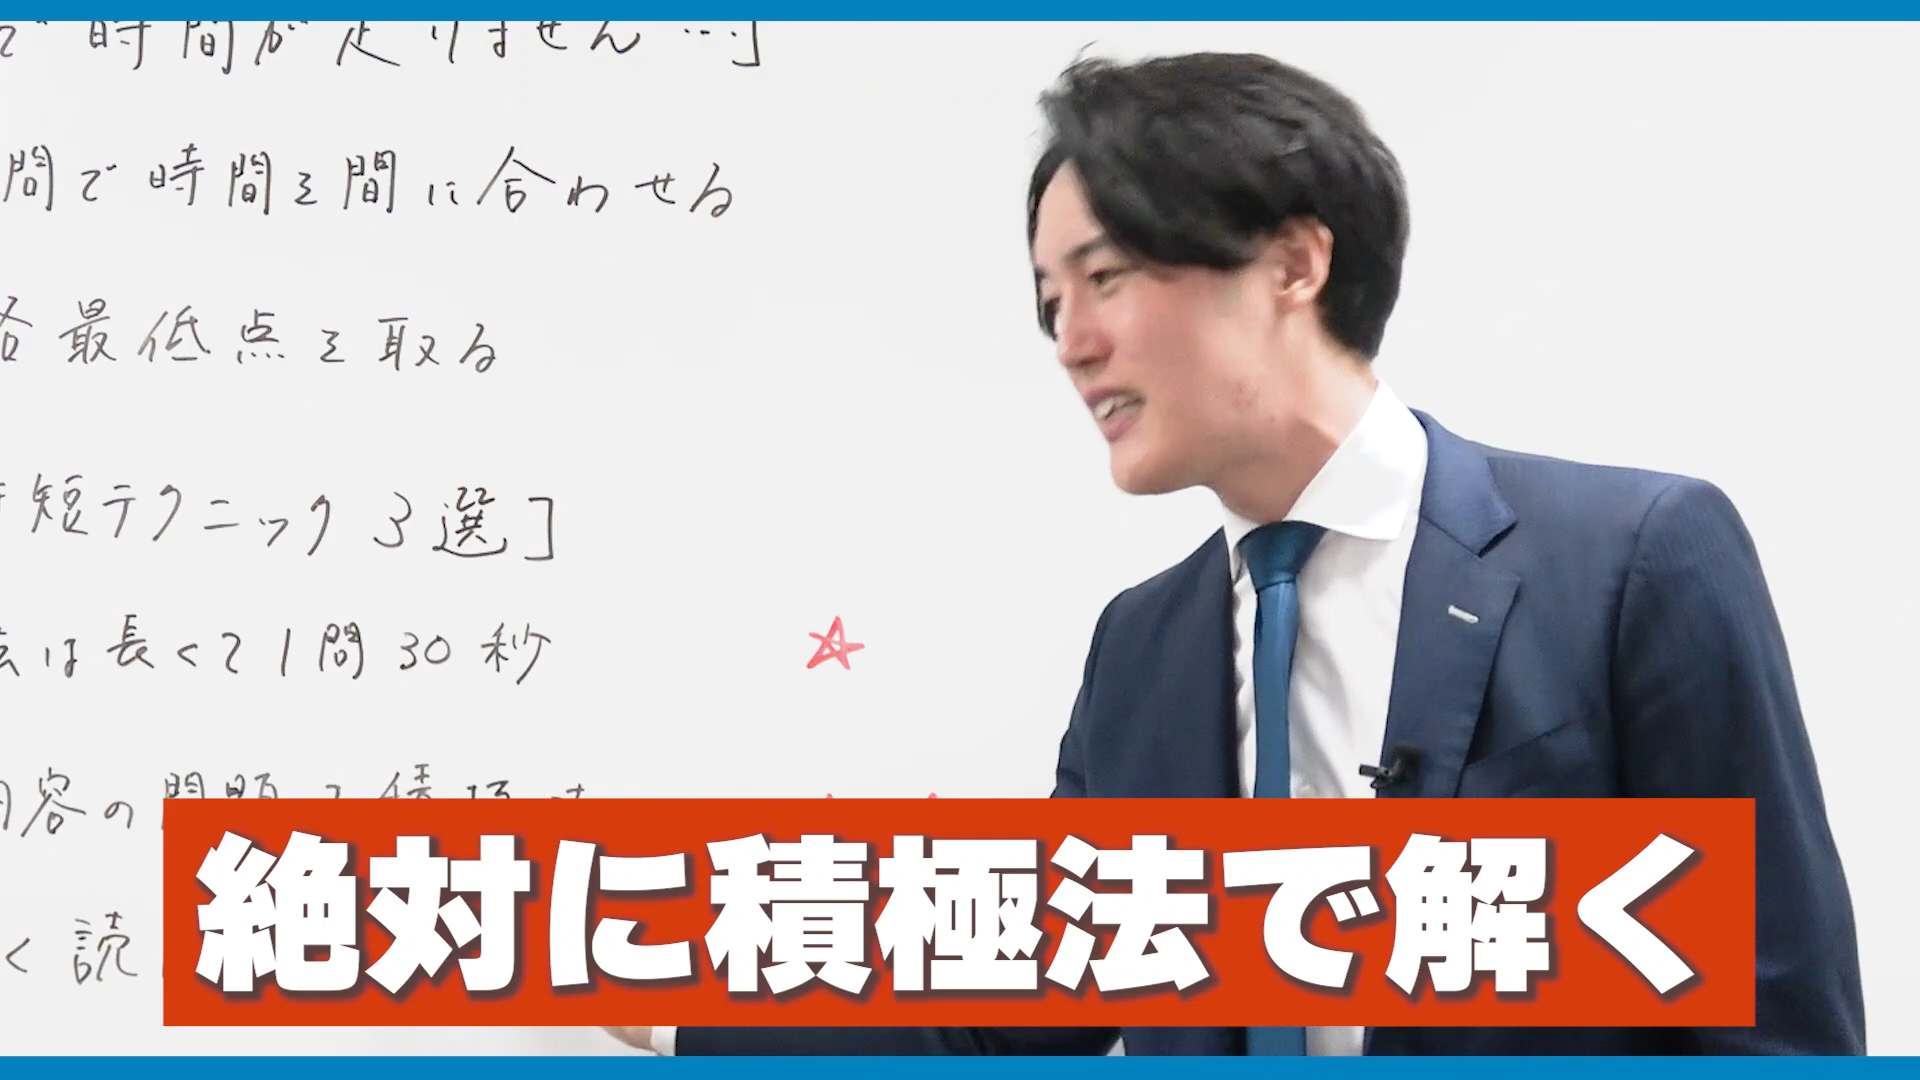 で時間が足りません…」
問で時間を間に合わせる
最低点を取る
短テクニック3選]
は長くて1問30秒
内容の問題
く読
絶対に積極法で解く